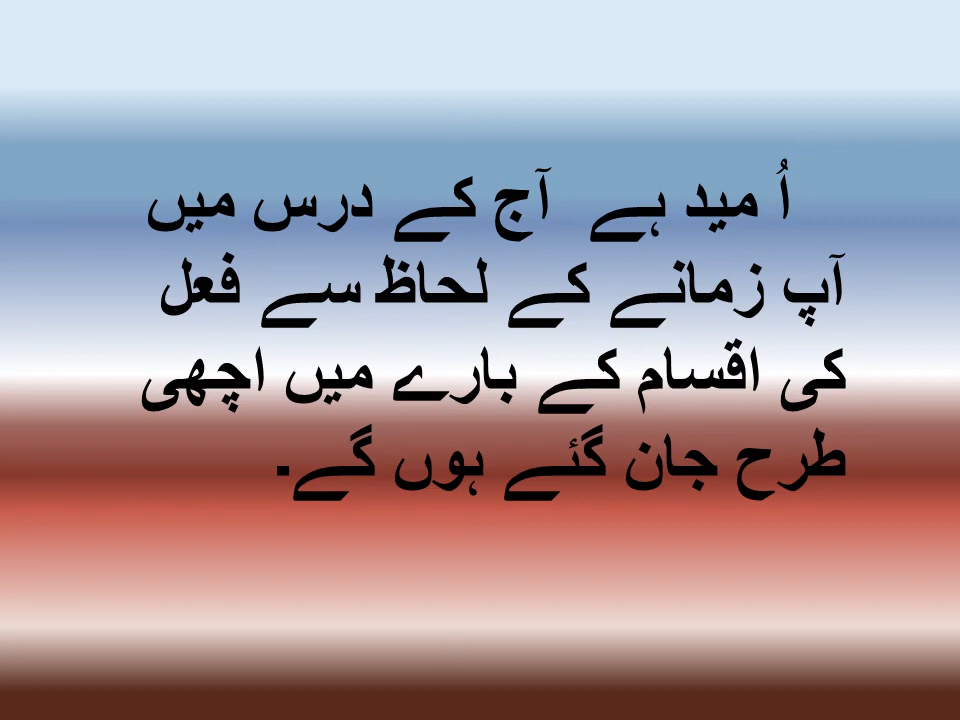 اُ مید ہے آج کے درس میں
آپ زمانے کے لحاظ سے فعل
کی اقسام کے بارے میں اچھی
طرح جان گئے ہوں گے۔